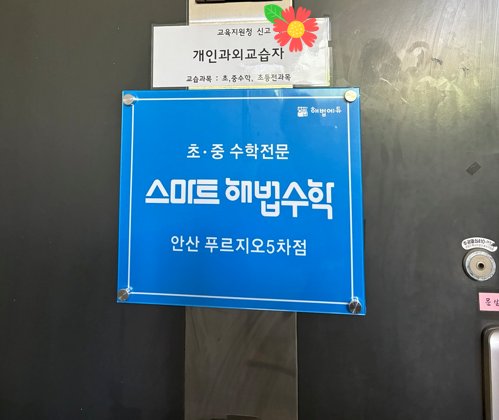 교육지원청 신고
개인과외교습자
교습과목 : 초,중수학, 초등전과목
해법에듀
초·중 수학전문
스마트 해법수학
안산 푸르지오5차점